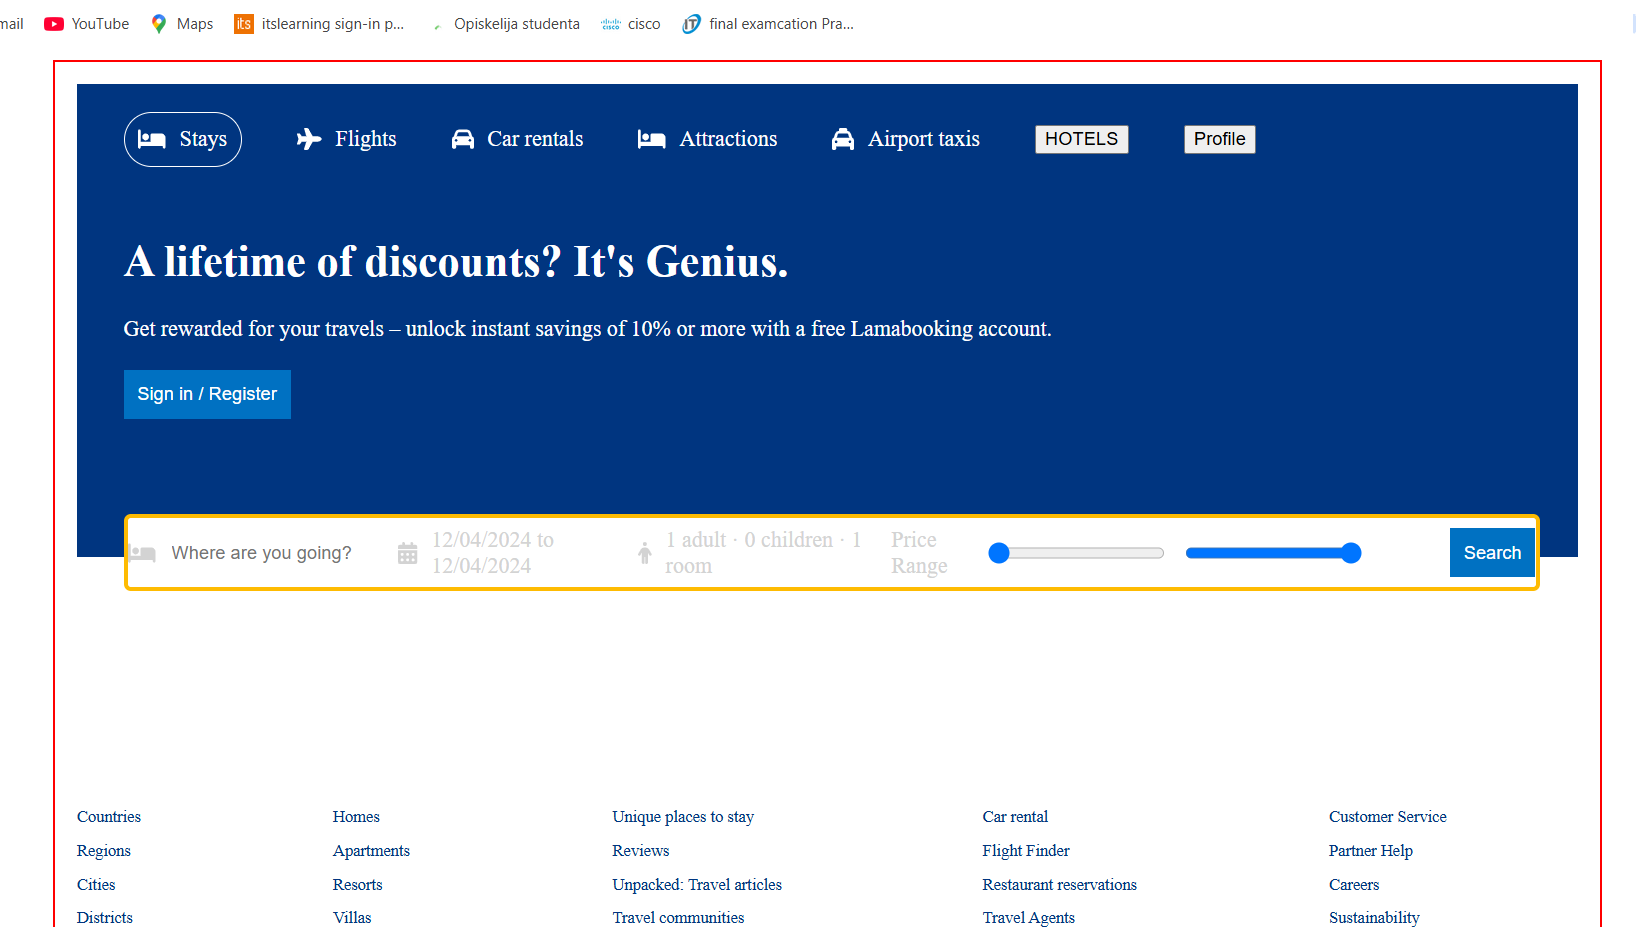 mail YouTube Maps its itslearning sign-in p... Opiskelija studenta cisco cisco IT final examcation Pra...
Stays Flights Car rentals Attractions Airport taxis HOTELS Profile
A lifetime of discounts? It's Genius.
Get rewarded for your travels – unlock instant savings of 10% or more with a free Lamabooking account.
Sign in / Register
Where are you going?
12/04/2024 to
12/04/2024
1 adult · 0 children · 1
room
Price
Range
Search
Countries Homes Unique places to stay Car rental Customer Service
Regions Apartments Reviews Flight Finder Partner Help
Cities Resorts Unpacked: Travel articles Restaurant reservations Careers
Districts Villas Travel communities Travel Agents Sustainability